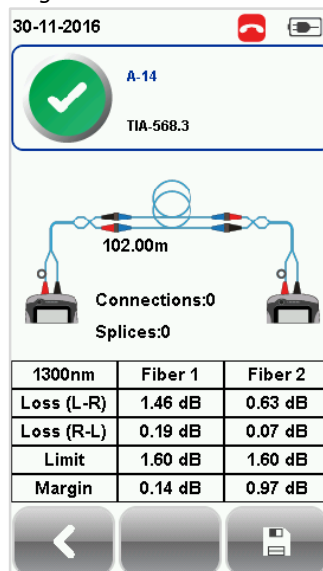 30-11-2016
A-14
TIA-568.3
102.00m
Connections:0
Splices:0
1300nm Fiber 1 Fiber 2
Loss (L-R) 1.46 dB 0.63 dB
Loss (R-L) 0.19 dB 0.07 dB
Limit 1.60 dB 1.60 dB
Margin 0.14 dB 0.97 dB